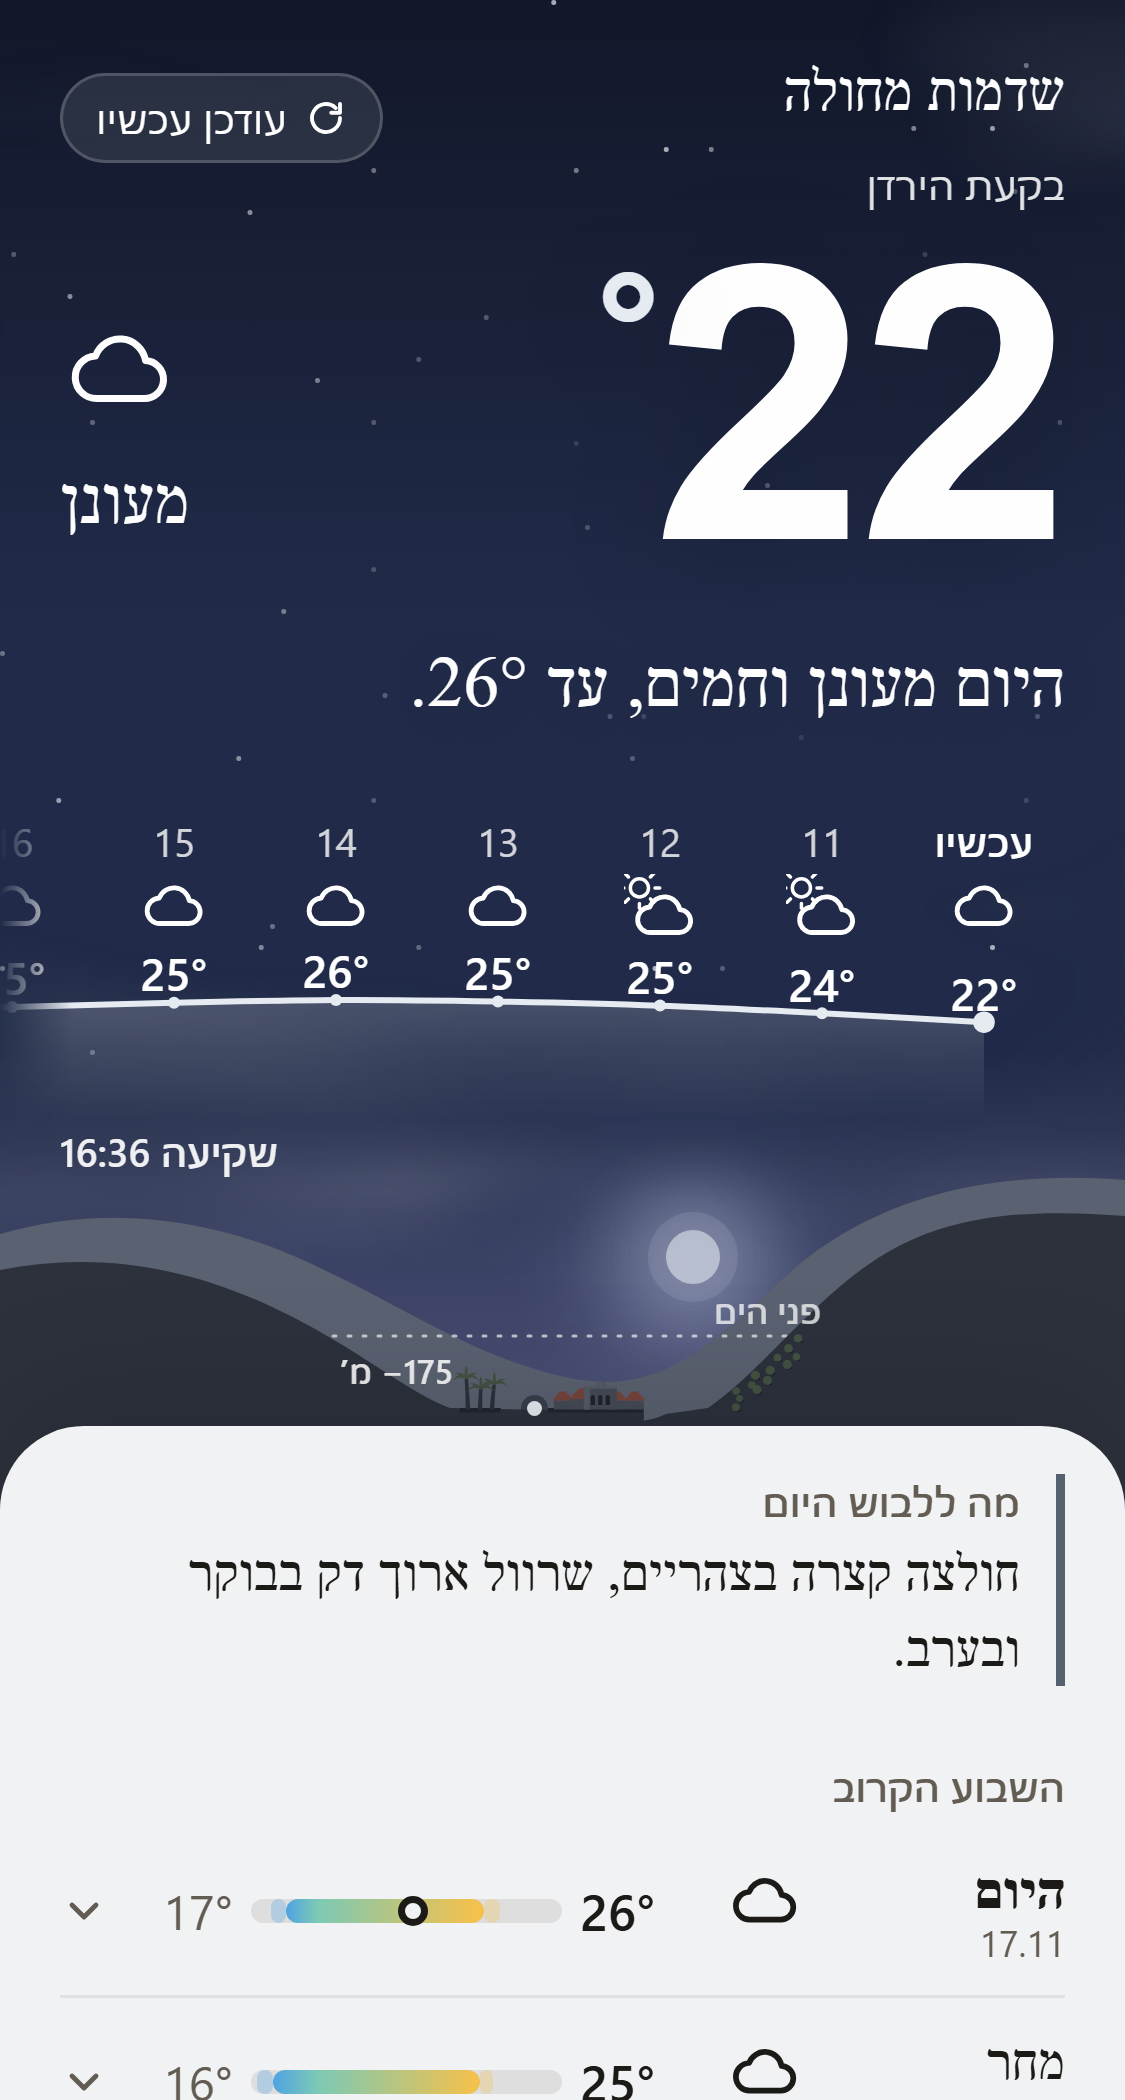 שדמות מחולה
עודכן עכשיו
בקעת הירדן
22°
מעונן
היום מעונן וחמים, עד 26°.
עכשיו 11 12 13 14 15
22° 24° 25° 25° 26° 25°
שקיעה 16:36
פני הים
−175 מ׳
מה ללבוש היום
חולצה קצרה בצהריים, שרוול ארוך דק בבוקר
ובערב.
השבוע הקרוב
היום 26° 17°
17.11
מחר 25° 16°